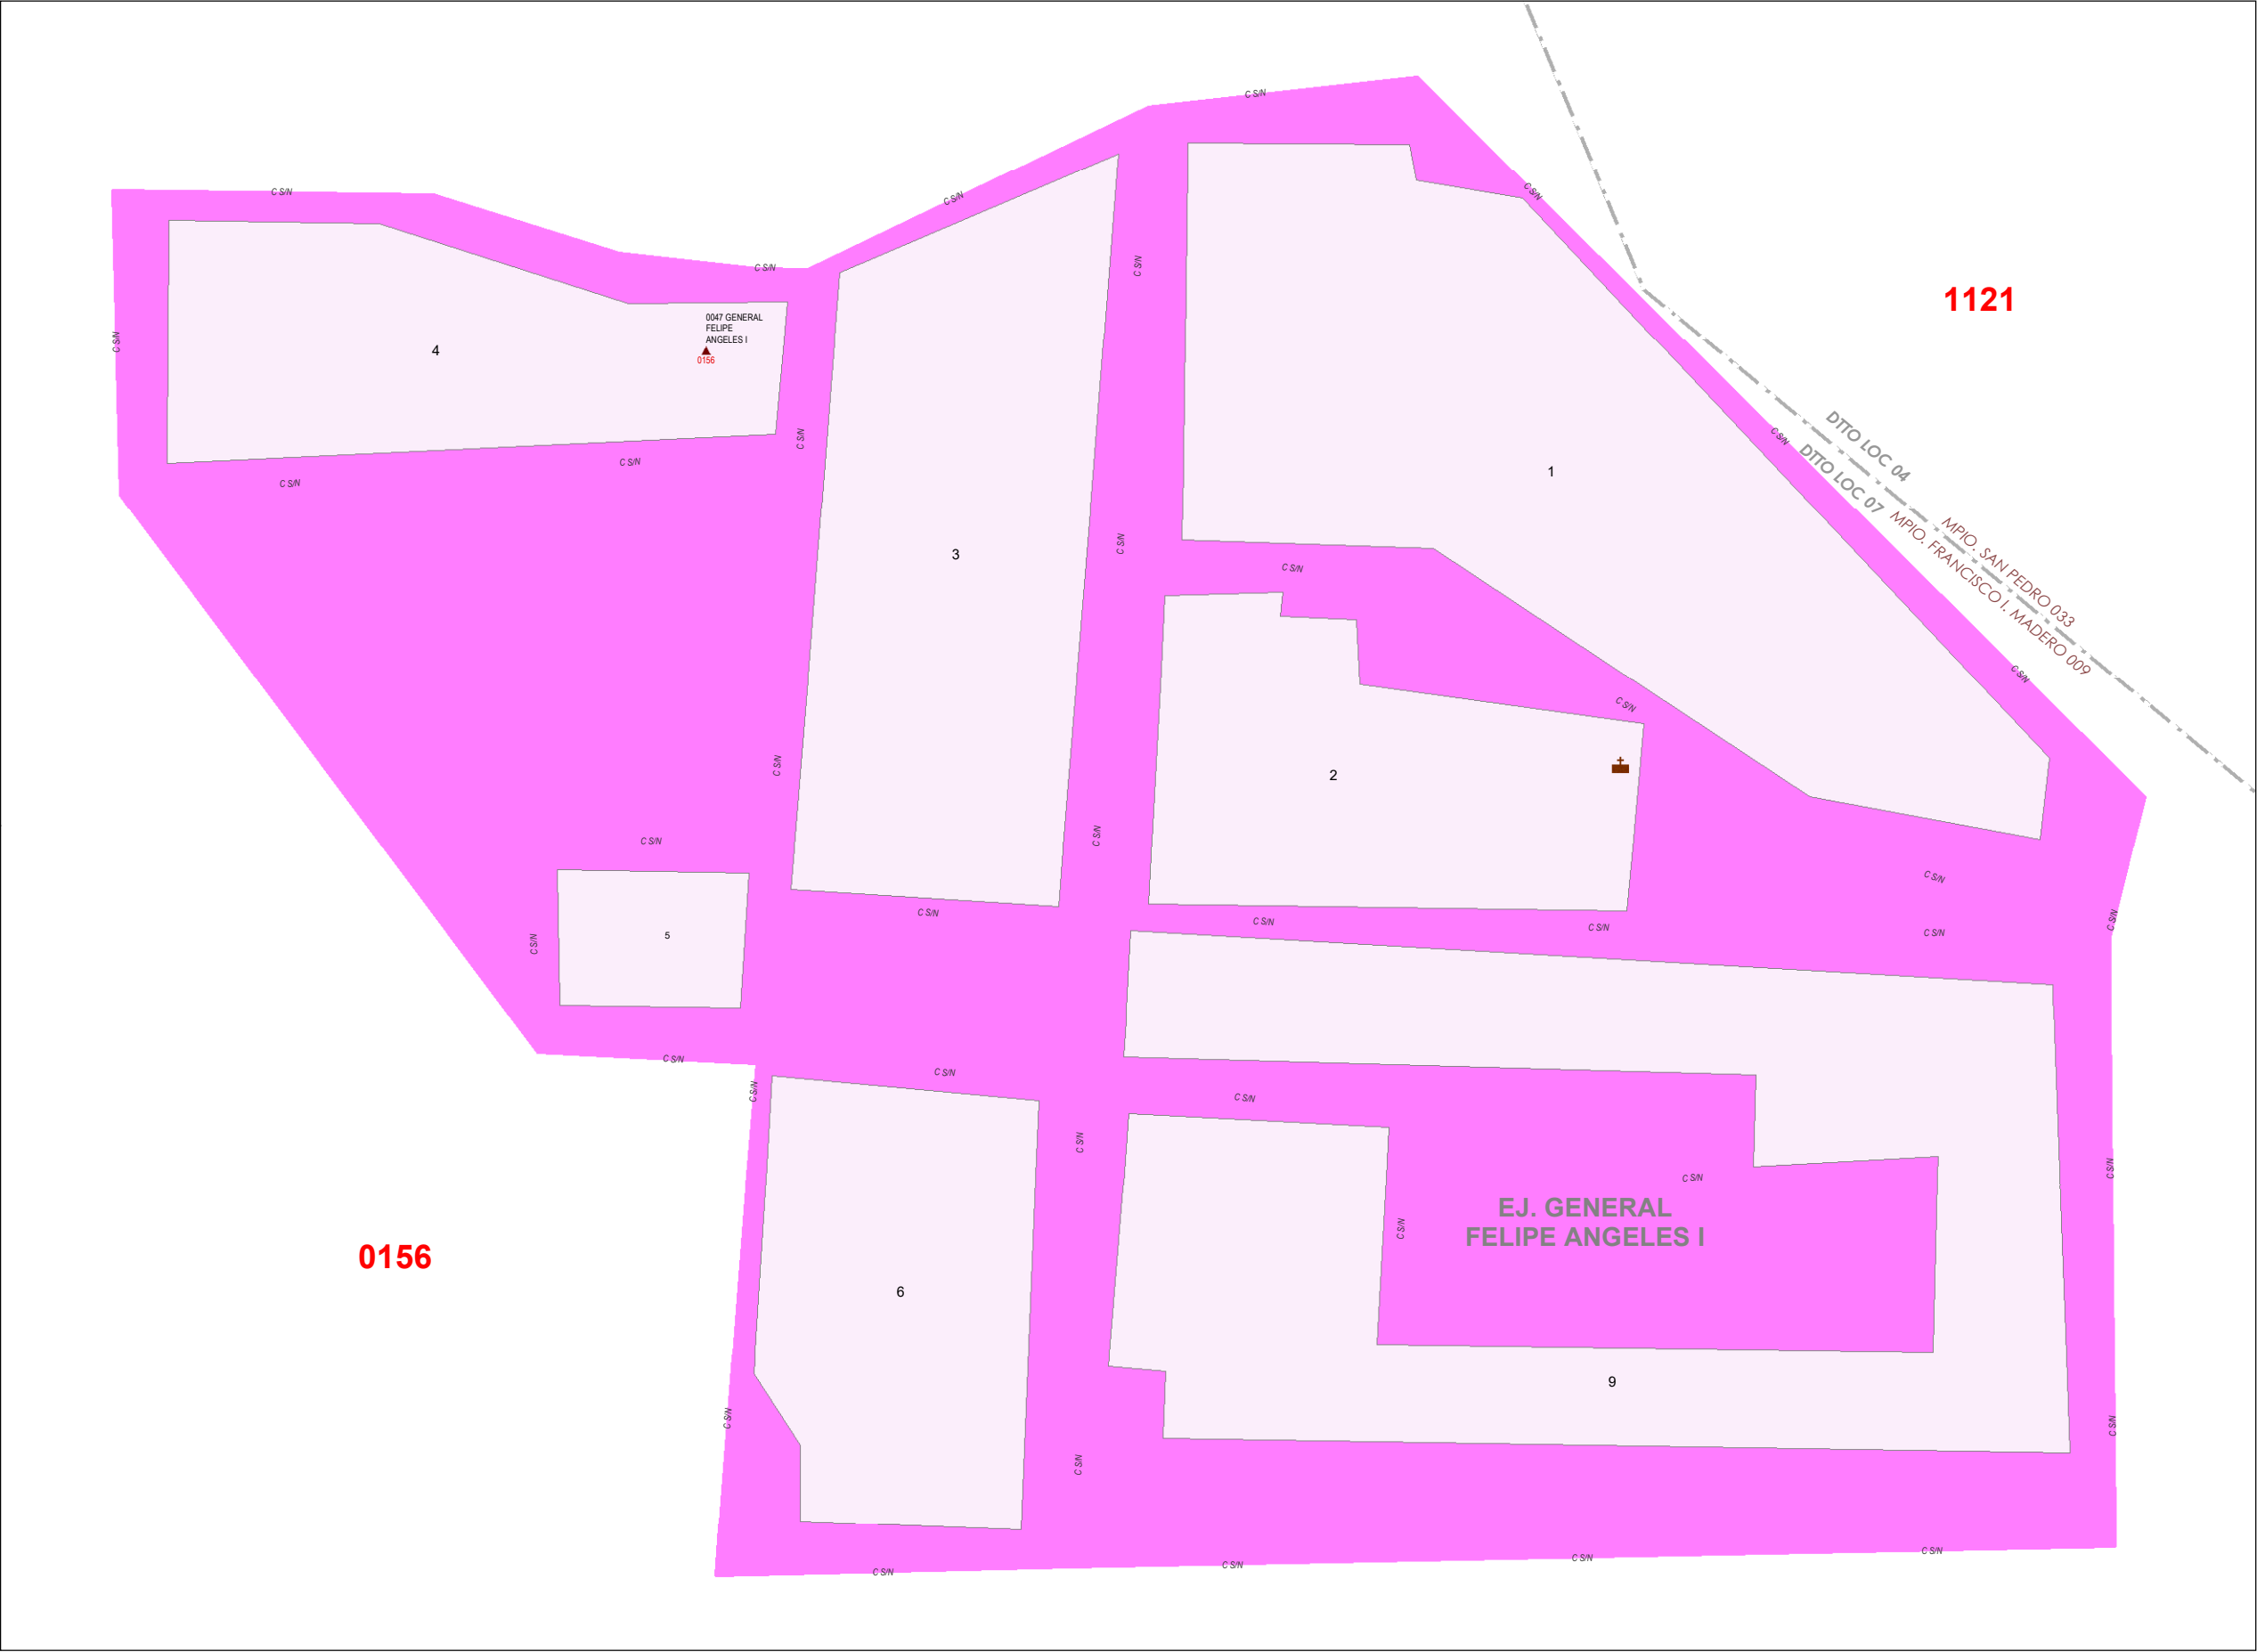 C S/N
C S/N
C S/N
C S/N
C S/N
C S/N
1121
0047 GENERAL
FELIPE
ANGELES I
0156
C S/N
4
C S/N
C S/N
C S/N
C S/N
DTTO LOC 04
DTTO LOC 07
1
MPIO. SAN PEDRO 033
MPIO. FRANCISCO I. MADERO 009
C S/N
3
C S/N
C S/N
C S/N
C S/N
2
C S/N
C S/N
C S/N
C S/N
C S/N
C S/N
C S/N
C S/N
C S/N
5
C S/N
C S/N
C S/N
C S/N
C S/N
C S/N
C S/N
C S/N
EJ. GENERAL
FELIPE ANGELES I
C S/N
0156
6
9
C S/N
C S/N
C S/N
C S/N
C S/N
C S/N
C S/N